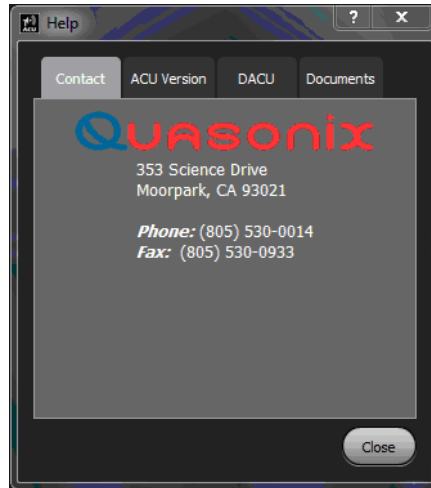 ACU Help ? X
Contact ACU Version DACU Documents
Quasonix
353 Science Drive
Moorpark, CA 93021
Phone: (805) 530-0014
Fax: (805) 530-0933
Close